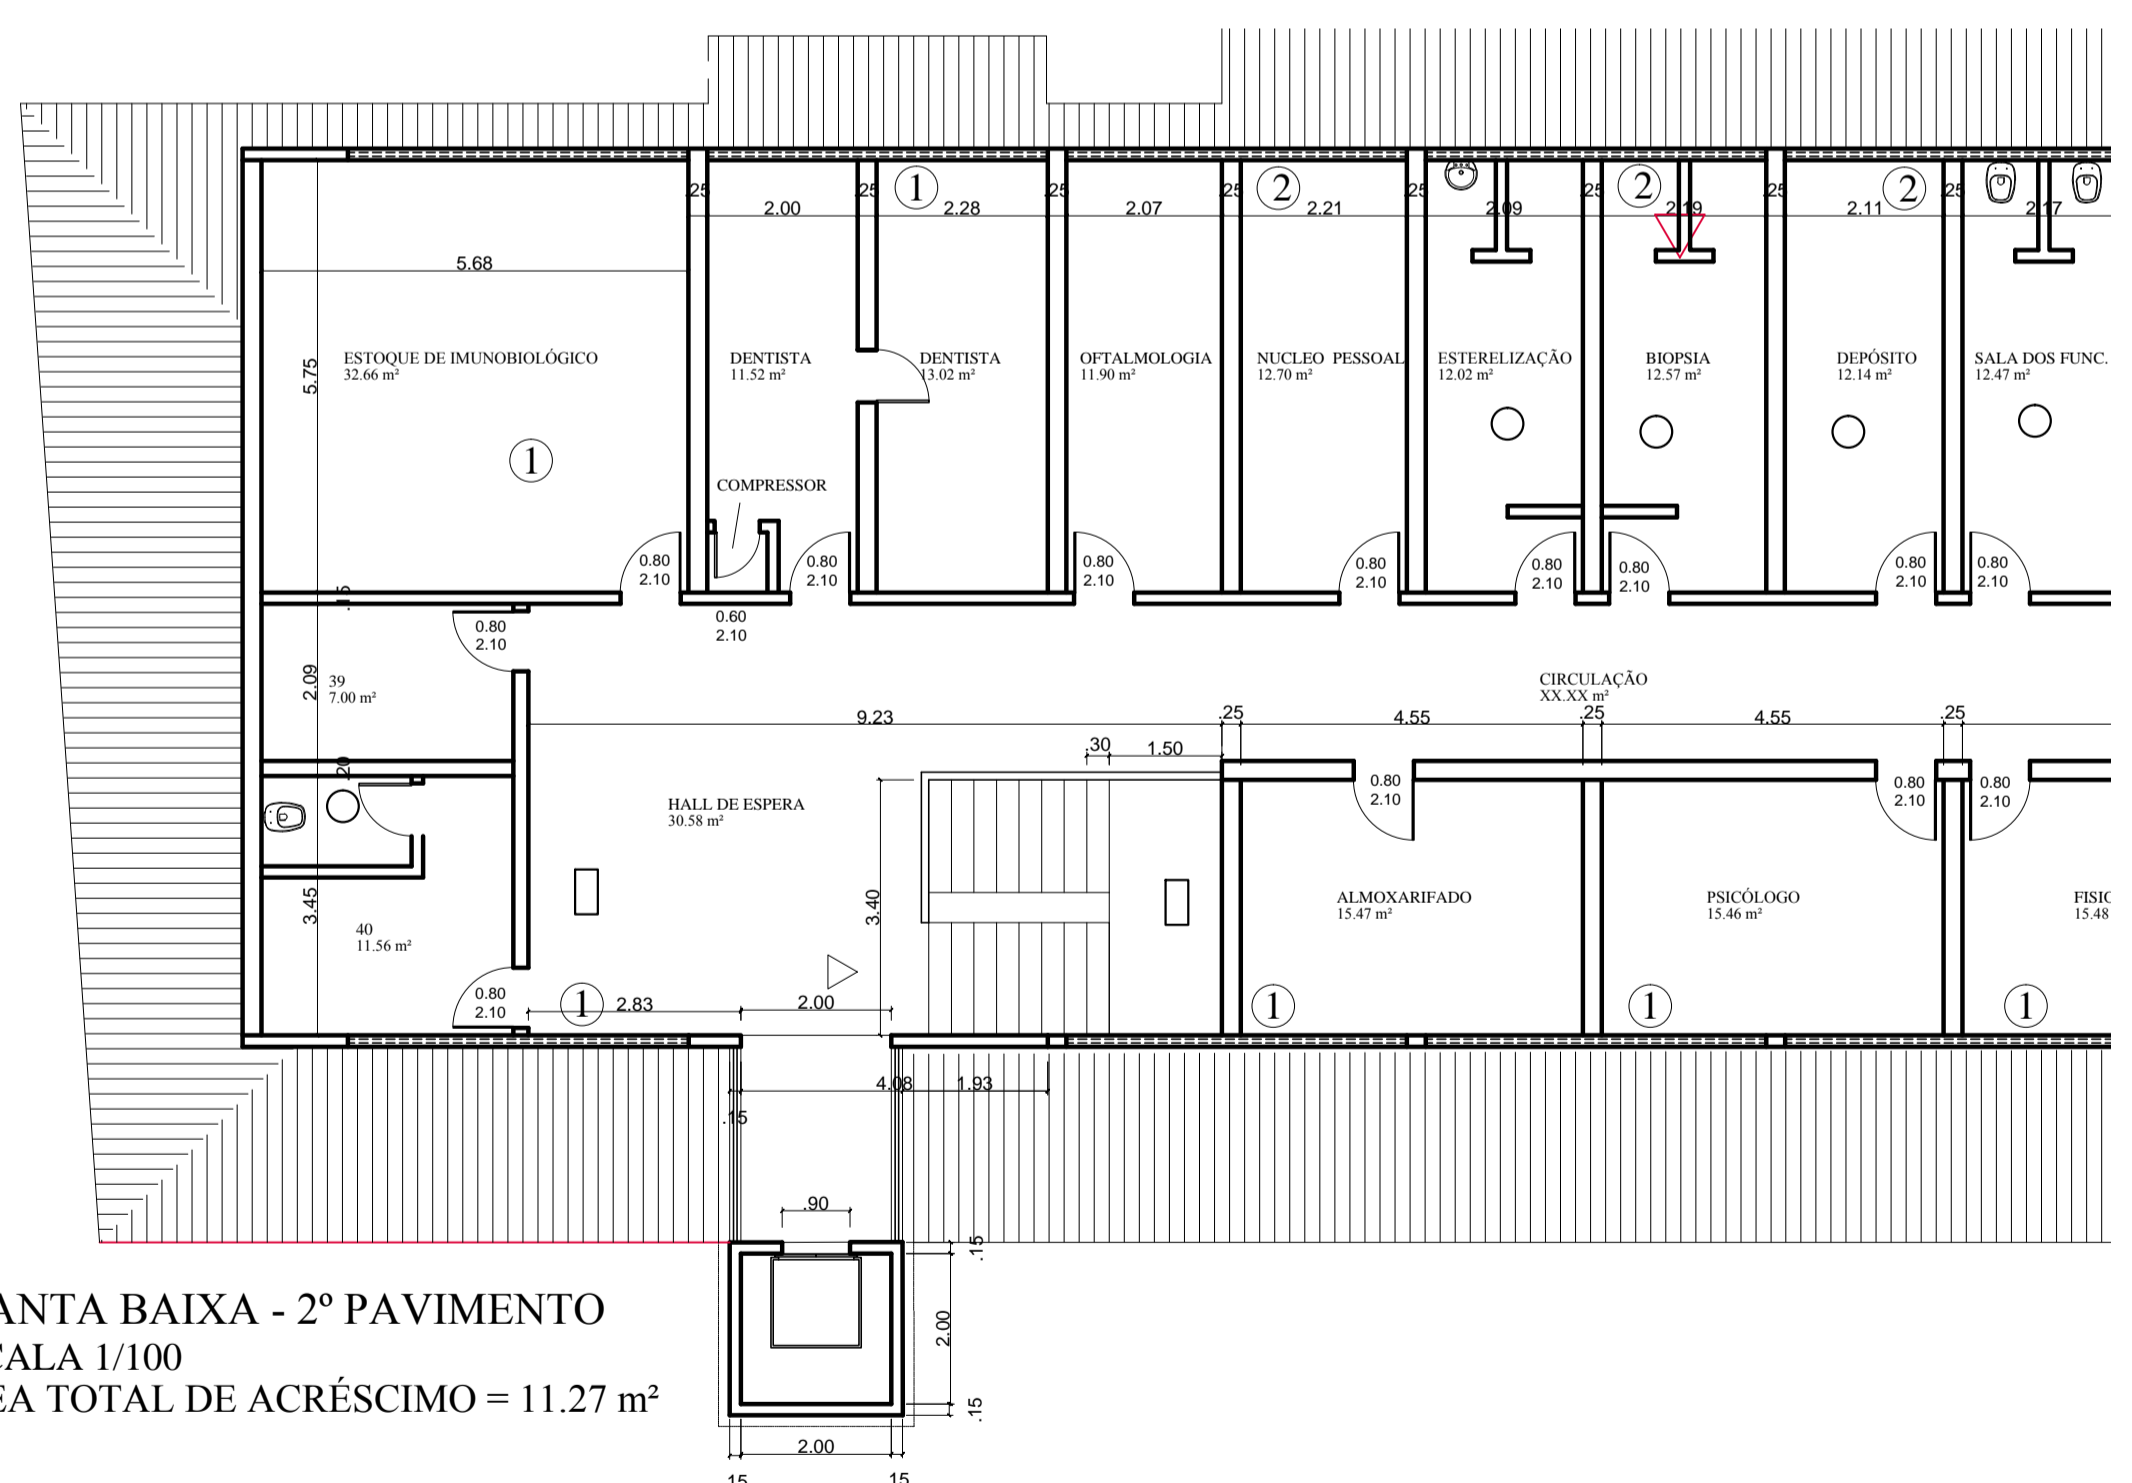 .25
.25
1
.25
.25
2
.25
.25
2
.25
2
.25
2.00
2.28
2.07
2.21
2.09
2.19
2.11
2.17
5.68
5.75
ESTOQUE DE IMUNOBIOLÓGICO
32.66 m²
DENTISTA
11.52 m²
DENTISTA
13.02 m²
OFTALMOLOGIA
11.90 m²
NUCLEO PESSOAL
12.70 m²
ESTERELIZAÇÃO
12.02 m²
BIOPSIA
12.57 m²
DEPÓSITO
12.14 m²
SALA DOS FUNC.
12.47 m²
1
COMPRESSOR
0.80
2.10
0.80
2.10
0.80
2.10
0.80
2.10
0.80
2.10
0.80
2.10
0.80
2.10
0.80
2.10
.15
0.80
2.10
0.60
2.10
2.09
39
7.00 m²
CIRCULAÇÃO
XX.XX m²
9.23
.25
4.55
.25
4.55
.25
.30
1.50
.20
HALL DE ESPERA
30.58 m²
0.80
2.10
0.80
2.10
0.80
2.10
3.45
3.40
40
11.56 m²
ALMOXARIFADO
15.47 m²
PSICÓLOGO
15.46 m²
FISIO
15.48
0.80
2.10
1
2.83
2.00
1
1
1
4.08
1.93
.15
.90
.15
2.00
.15
2.00
15
15
ANTA BAIXA - 2º PAVIMENTO
CALA 1/100
EA TOTAL DE ACRÉSCIMO = 11.27 m²